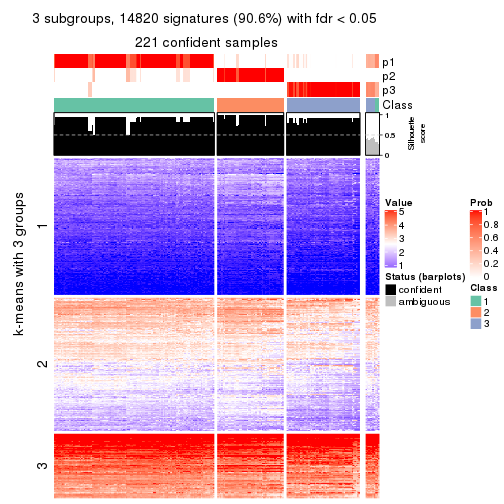 3 subgroups, 14820 signatures (90.6%) with fdr < 0.05
221 confident samples
p1
p2
p3
Class
1
0.5
0
Silhouette
score
k-means with 3 groups
1
2
3
Value
5
4
3
2
1
Status (barplots)
confident
ambiguous
Prob
1
0.8
0.6
0.4
0.2
0
Class
1
2
3